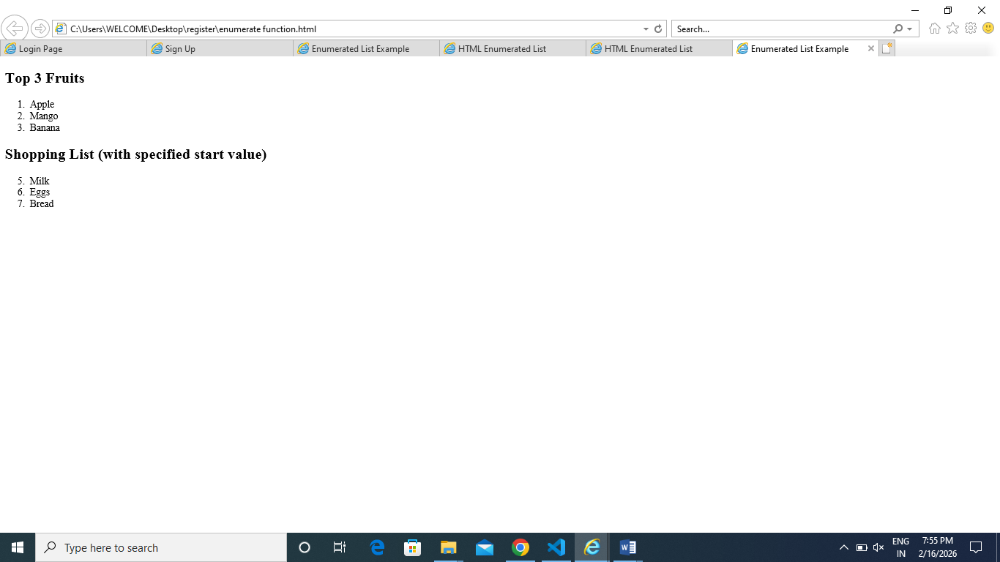 C:\Users\WELCOME\Desktop\register\enumerate function.html
Search...
Login Page
Sign Up
Enumerated List Example
HTML Enumerated List
HTML Enumerated List
Enumerated List Example
Top 3 Fruits
1. Apple
2. Mango
3. Banana
Shopping List (with specified start value)
5. Milk
6. Eggs
7. Bread
Type here to search
ENG
IN
7:55 PM
2/16/2026